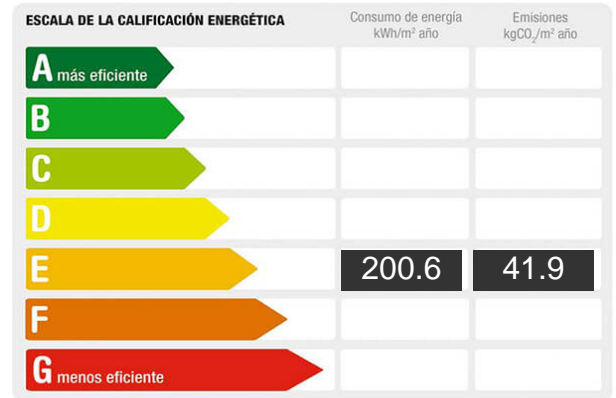 ESCALA DE LA CALIFICACIÓN ENERGÉTICA
Consumo de energía
kWh/m² año
Emisiones
kgCO₂/m² año
A más eficiente
B
C
D
E 200.6 41.9
F
G menos eficiente